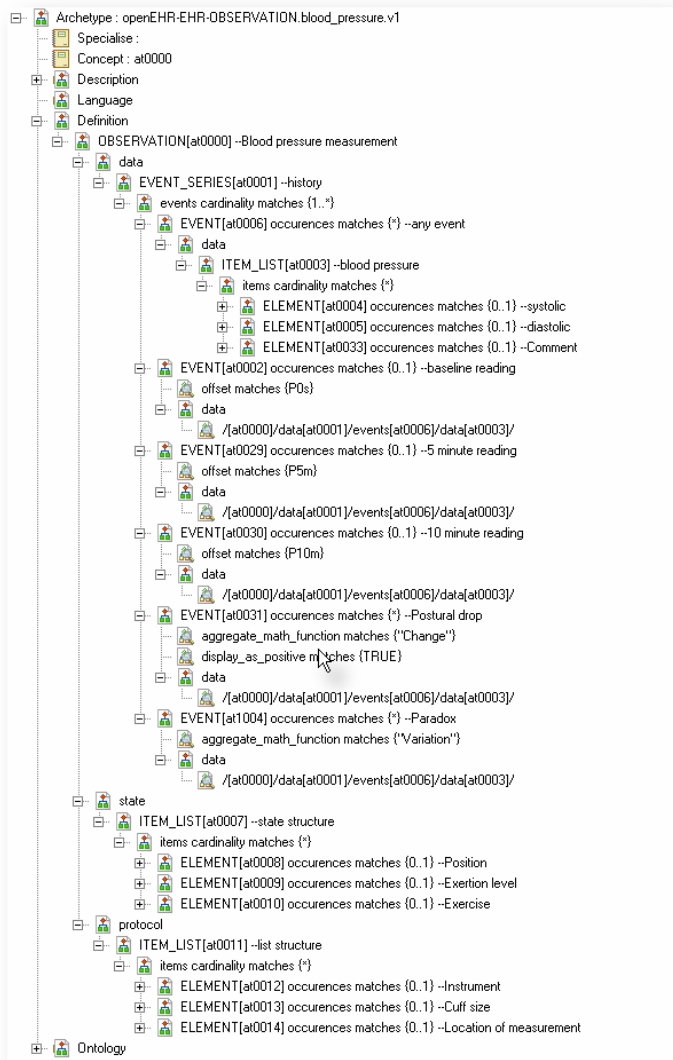 Archetype : openEHR-EHR-OBSERVATION.blood_pressure.v1
Specialise :
Concept : at0000
Description
Language
Definition
OBSERVATION[at0000] --Blood pressure measurement
data
EVENT_SERIES[at0001] --history
events cardinality matches {1..*}
EVENT[at0006] occurences matches {*} --any event
data
ITEM_LIST[at0003] --blood pressure
items cardinality matches {*}
ELEMENT[at0004] occurences matches {0..1} --systolic
ELEMENT[at0005] occurences matches {0..1} --diastolic
ELEMENT[at0033] occurences matches {0..1} --Comment
EVENT[at0002] occurences matches {0..1} --baseline reading
offset matches {P0s}
data
/[at0000]/data[at0001]/events[at0006]/data[at0003]/
EVENT[at0029] occurences matches {0..1} --5 minute reading
offset matches {P5m}
data
/[at0000]/data[at0001]/events[at0006]/data[at0003]/
EVENT[at0030] occurences matches {0..1} --10 minute reading
offset matches {P10m}
data
/[at0000]/data[at0001]/events[at0006]/data[at0003]/
EVENT[at0031] occurences matches {*} --Postural drop
aggregate_math_function matches {"Change"}
display_as_positive matches {TRUE}
data
/[at0000]/data[at0001]/events[at0006]/data[at0003]/
EVENT[at1004] occurences matches {*} --Paradox
aggregate_math_function matches {"Variation"}
data
/[at0000]/data[at0001]/events[at0006]/data[at0003]/
state
ITEM_LIST[at0007] --state structure
items cardinality matches {*}
ELEMENT[at0008] occurences matches {0..1} --Position
ELEMENT[at0009] occurences matches {0..1} --Exertion level
ELEMENT[at0010] occurences matches {0..1} --Exercise
protocol
ITEM_LIST[at0011] --list structure
items cardinality matches {*}
ELEMENT[at0012] occurences matches {0..1} --Instrument
ELEMENT[at0013] occurences matches {0..1} --Cuff size
ELEMENT[at0014] occurences matches {0..1} --Location of measurement
Ontology